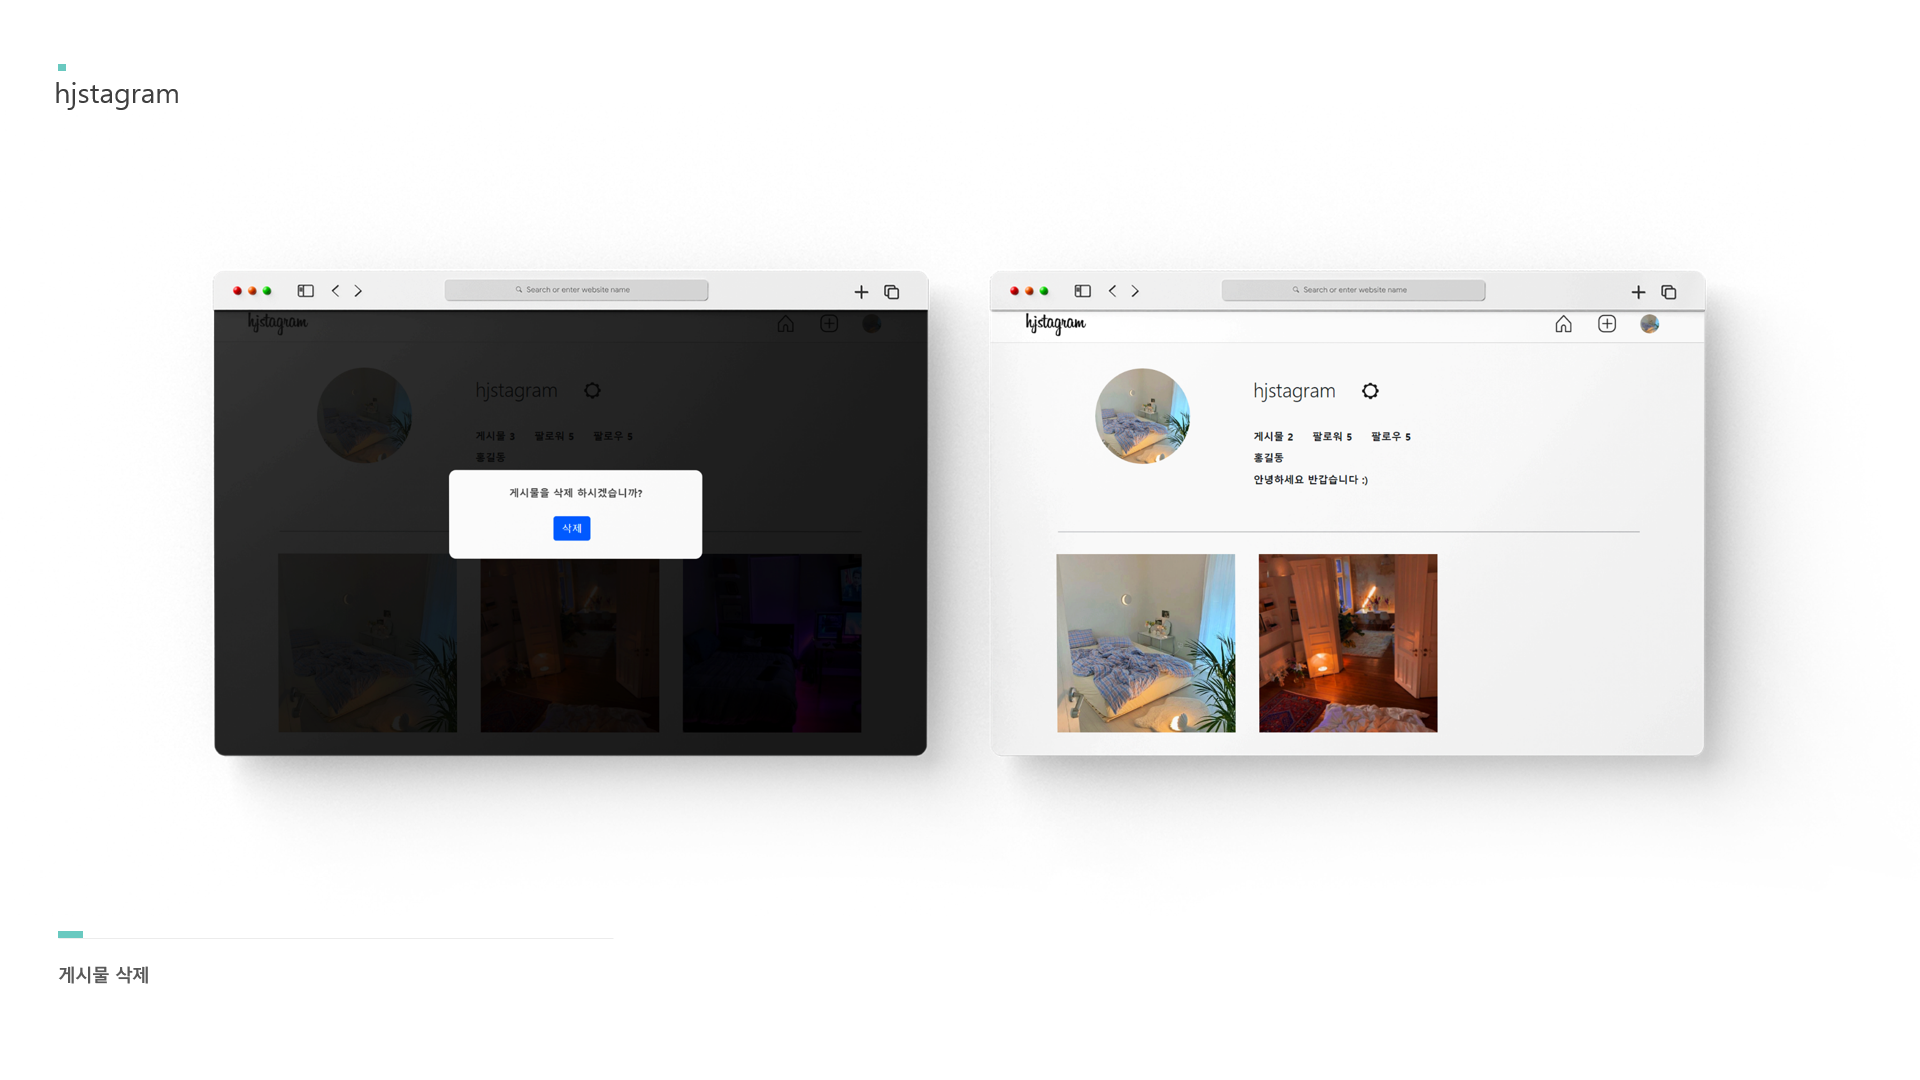 hjstagram
Search or enter website name
hjstagram
hjstagram
게시물 3 팔로워 5 팔로우 5
홍길동
게시물을 삭제 하시겠습니까?
삭제
Search or enter website name
hjstagram
hjstagram
게시물 2 팔로워 5 팔로우 5
홍길동
안녕하세요 반갑습니다 :)
게시물 삭제